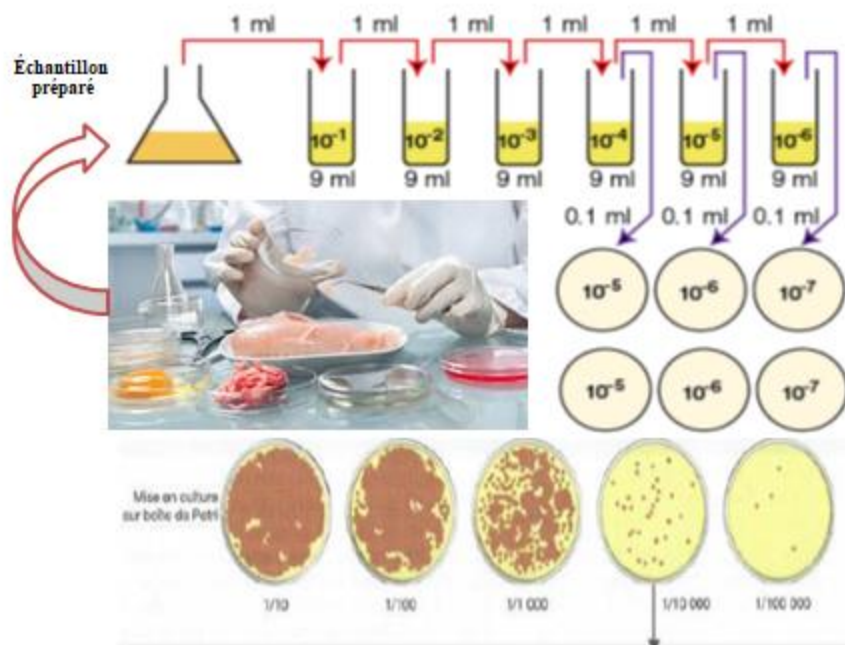 1 ml 1 ml 1 ml 1 ml 1 ml 1 ml
Échantillon
préparé
10⁻¹ 10⁻² 10⁻³ 10⁻⁴ 10⁻⁵ 10⁻⁶
9 ml 9 ml 9 ml 9 ml 9 ml 9 ml
0.1 ml 0.1 ml 0.1 ml
10⁻⁵ 10⁻⁶ 10⁻⁷
10⁻⁵ 10⁻⁶ 10⁻⁷
Mise en culture
sur boîte de Petri
1/10 1/100 1/1 000 1/10 000 1/100 000